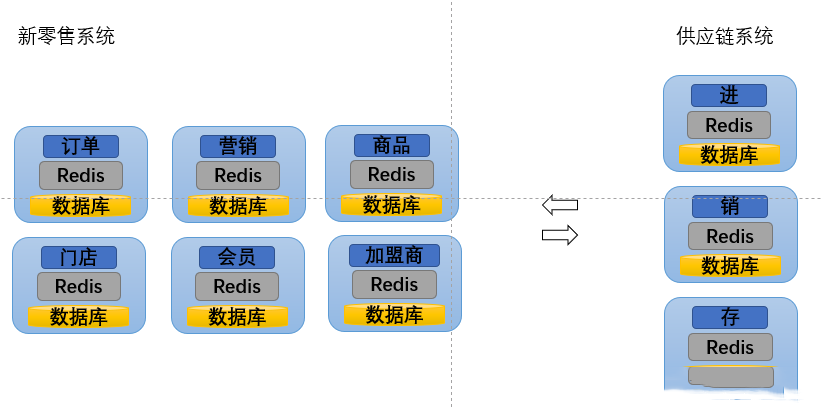 新零售系统
供应链系统
订单
Redis
数据库
营销
Redis
数据库
商品
Redis
数据库
门店
Redis
数据库
会员
Redis
数据库
加盟商
Redis
数据库
进
Redis
数据库
销
Redis
数据库
存
Redis